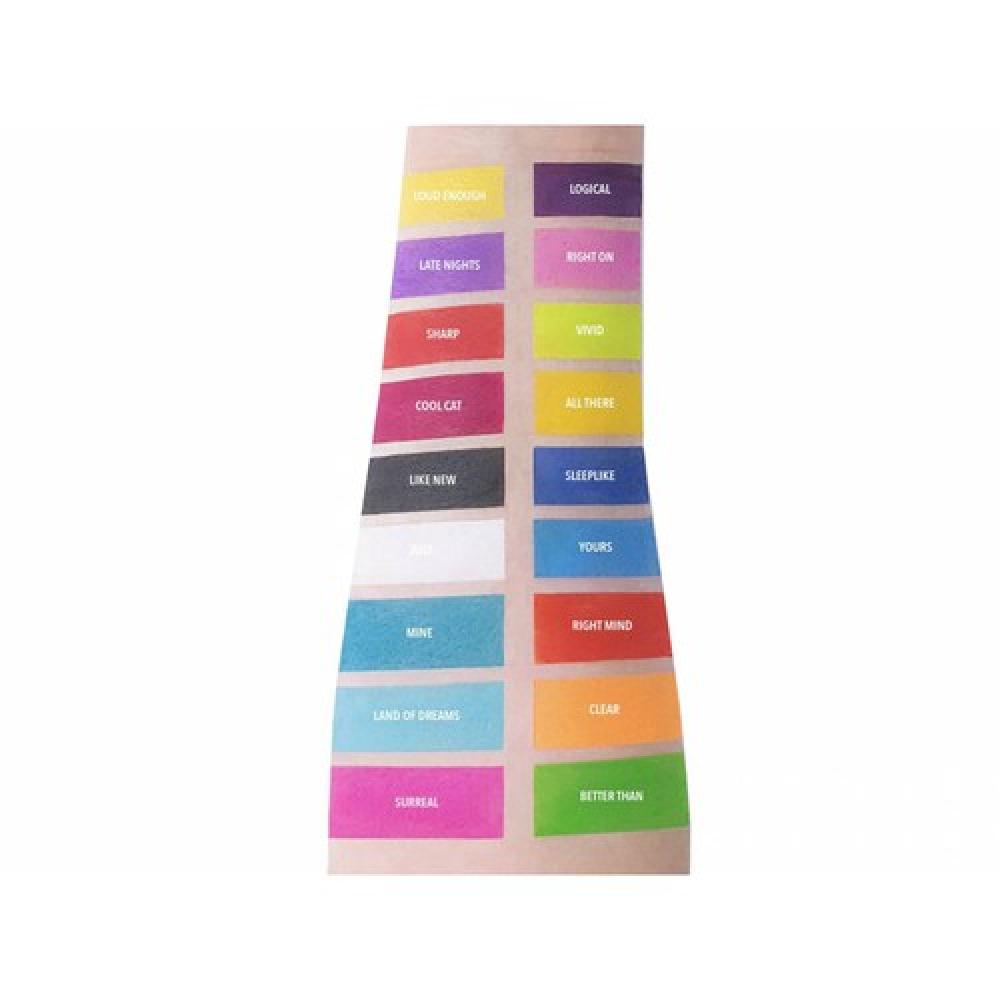 LOUD ENOUGH
LOGICAL
LATE NIGHTS
RIGHT ON
SHARP
VIVID
COOL CAT
ALL THERE
LIKE NEW
SLEEPLIKE
YOURS
MINE
RIGHT MIND
LAND OF DREAMS
CLEAR
SURREAL
BETTER THAN